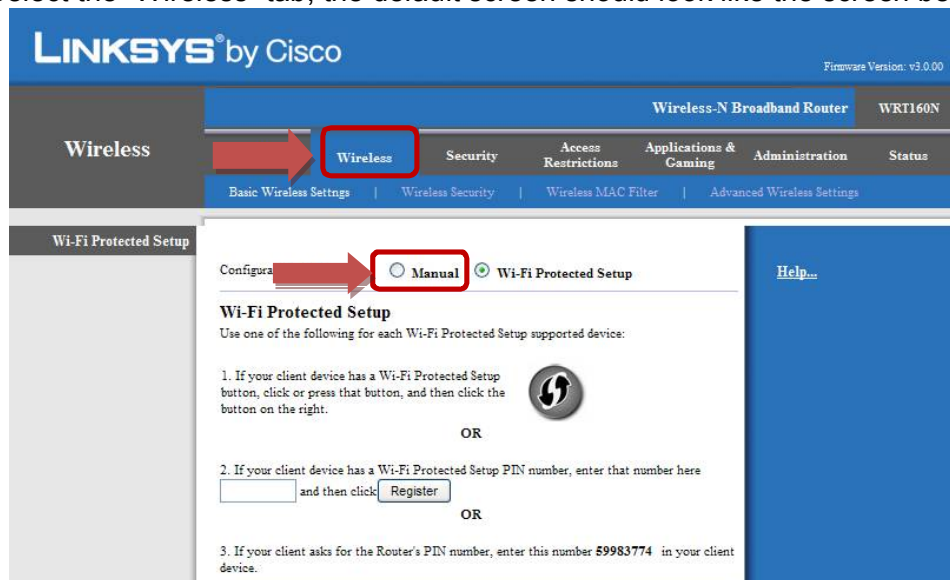 LINKSYS® by Cisco
Firmware Version: v3.0.00
Wireless-N Broadband Router WRT160N
Wireless
Wireless Security Access Restrictions Applications & Gaming Administration Status
Basic Wireless Settngs | Wireless Security | Wireless MAC Filter | Advanced Wireless Settings
Wi-Fi Protected Setup
Manual Wi-Fi Protected Setup
Help...
Wi-Fi Protected Setup
Use one of the following for each Wi-Fi Protected Setup supported device:
1. If your client device has a Wi-Fi Protected Setup
button, click or press that button, and then click the
button on the right.
OR
2. If your client device has a Wi-Fi Protected Setup PIN number, enter that number here
and then click Register
OR
3. If your client asks for the Router's PIN number, enter this number 59983774 in your client
device.